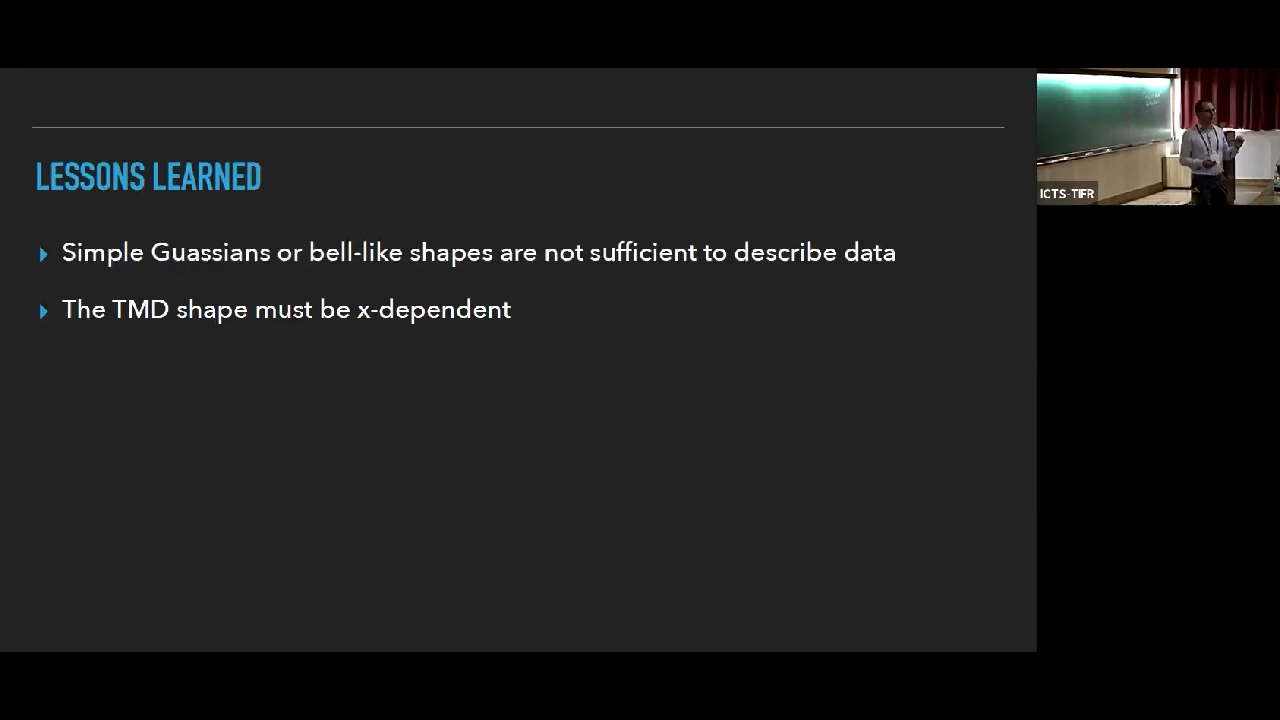 LESSONS LEARNED
Simple Guassians or bell-like shapes are not sufficient to describe data
The TMD shape must be x-dependent
ICTS-TIFR